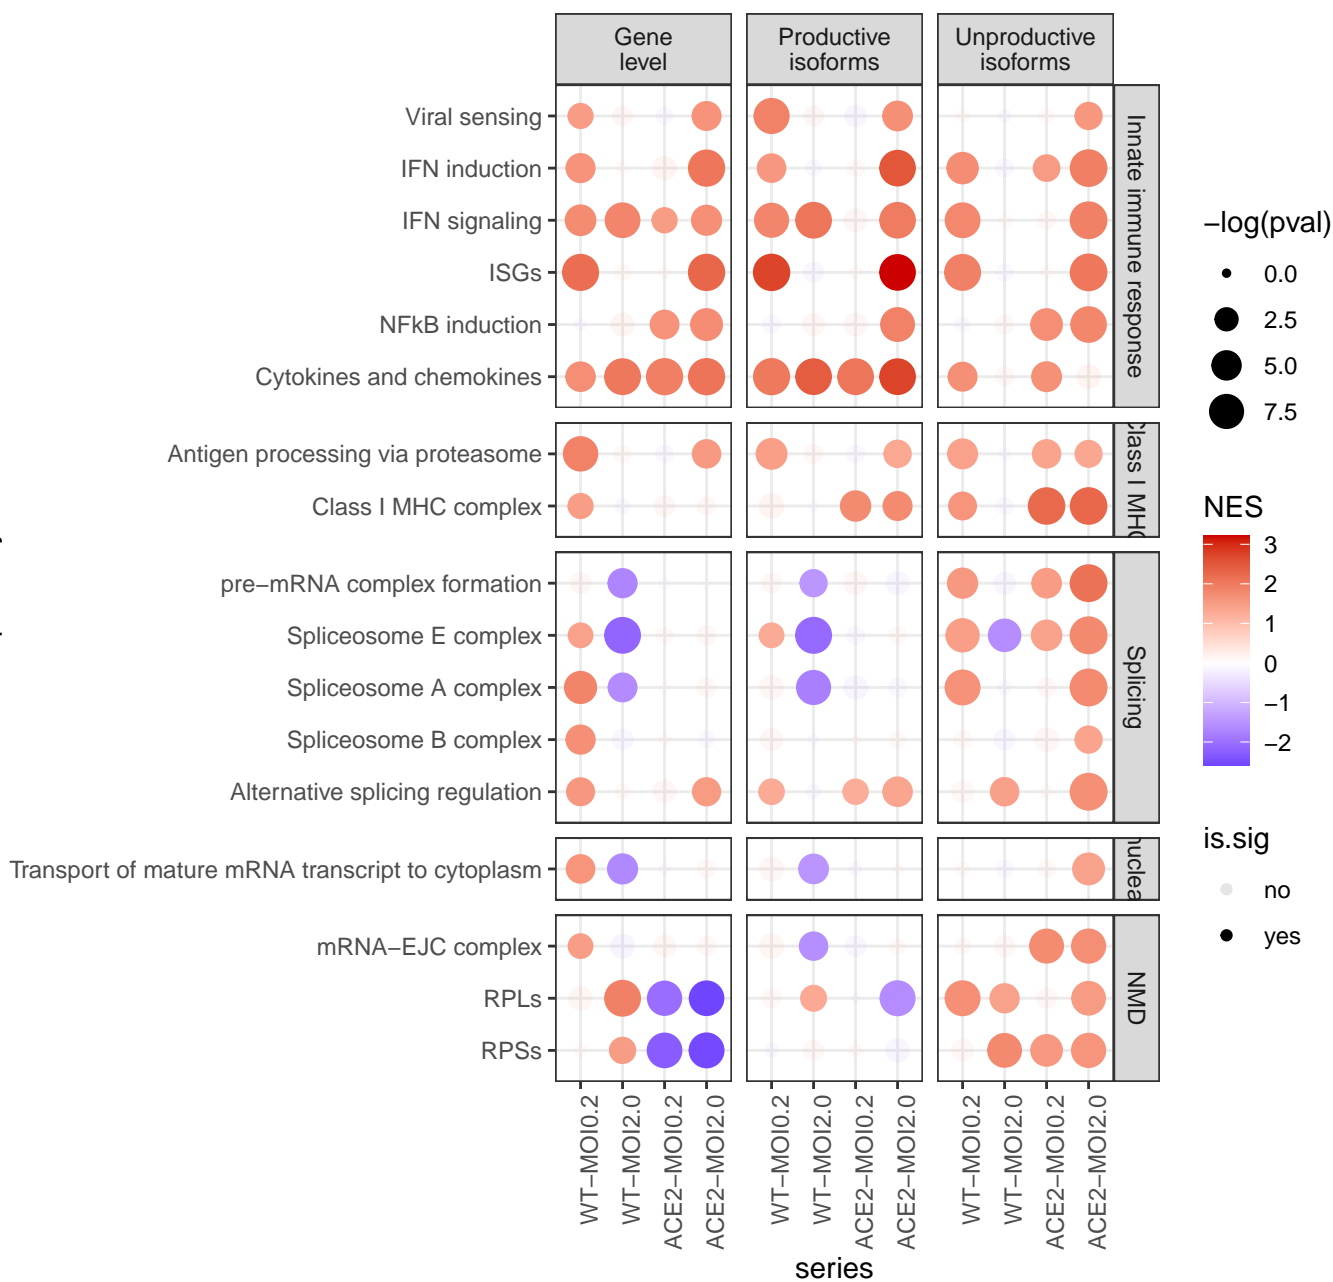 Gene
level
Productive
isoforms
Unproductive
isoforms
Viral sensing
IFN induction
IFN signaling
ISGs
NFkB induction
Cytokines and chemokines
Innate immune response
Antigen processing via proteasome
Class I MHC complex
Class I MHC
pre−mRNA complex formation
Spliceosome E complex
Spliceosome A complex
Spliceosome B complex
Alternative splicing regulation
Splicing
Transport of mature mRNA transcript to cytoplasm
mRNA−EJC complex
RPLs
RPSs
NMD
WT−MOI0.2
WT−MOI2.0
ACE2−MOI0.2
ACE2−MOI2.0
WT−MOI0.2
WT−MOI2.0
ACE2−MOI0.2
ACE2−MOI2.0
WT−MOI0.2
WT−MOI2.0
ACE2−MOI0.2
ACE2−MOI2.0
series
−log(pval)
0.0
2.5
5.0
7.5
NES
3
2
1
0
−1
−2
is.sig
no
yes